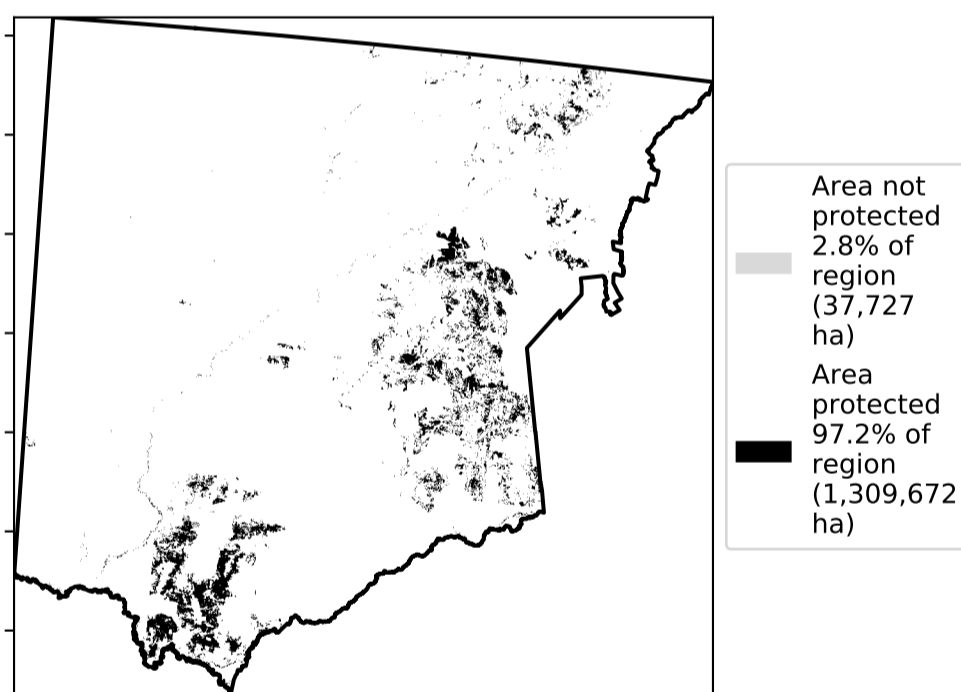 Area not
protected
2.8% of
region
(37,727
ha)
Area
protected
97.2% of
region
(1,309,672
ha)